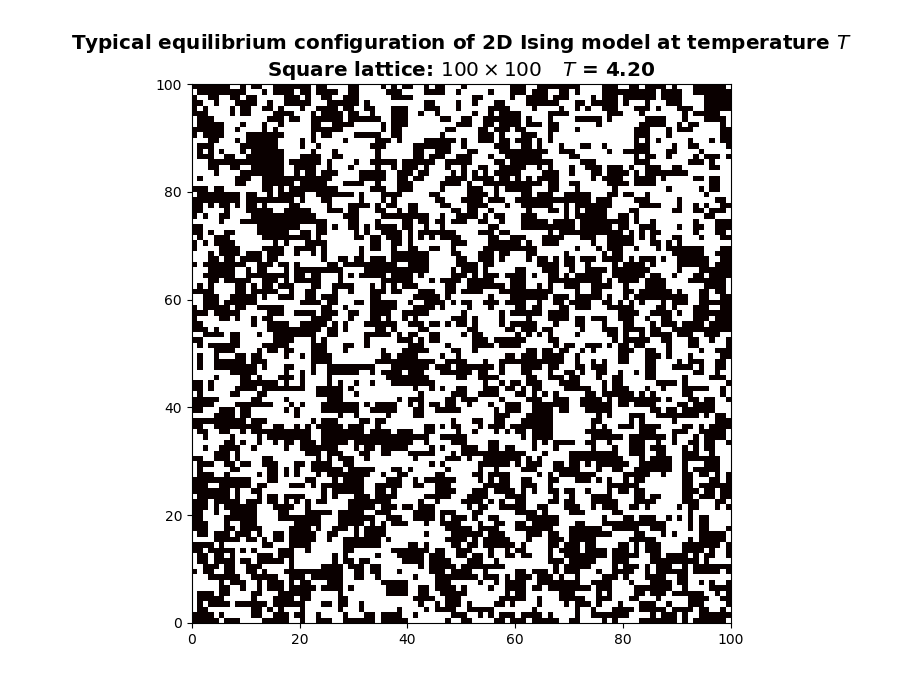 Typical equilibrium configuration of 2D Ising model at temperature T
Square lattice: 100 × 100 T = 4.20
100
80
60
40
20
0
0 20 40 60 80 100